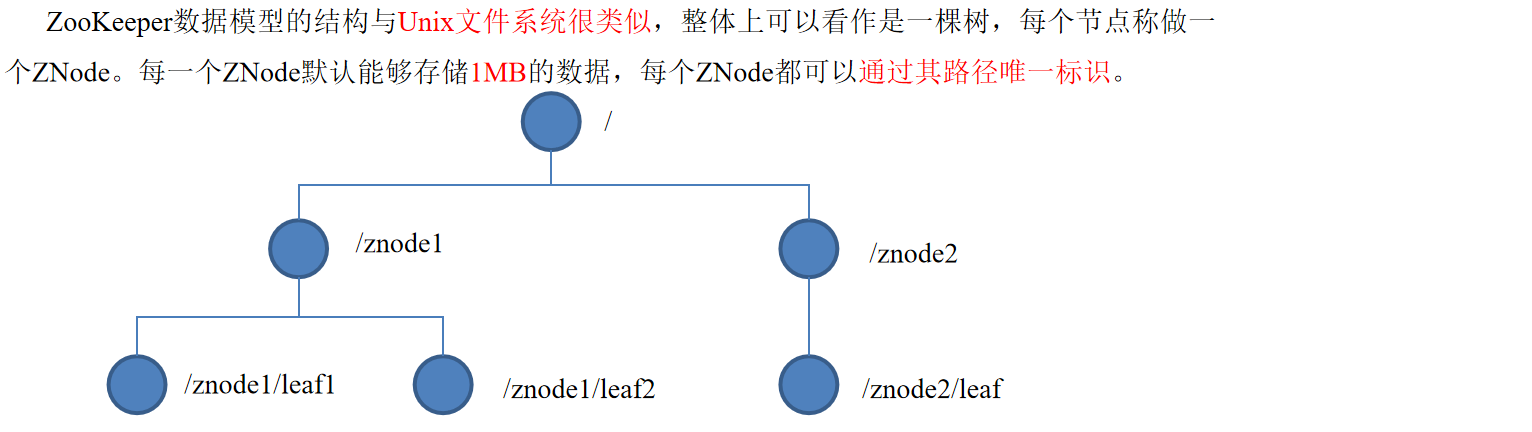 ZooKeeper数据模型的结构与Unix文件系统很类似，整体上可以看作是一棵树，每个节点称做一
个ZNode。每一个ZNode默认能够存储1MB的数据，每个ZNode都可以通过其路径唯一标识。
/
/znode1
/znode2
/znode1/leaf1
/znode1/leaf2
/znode2/leaf